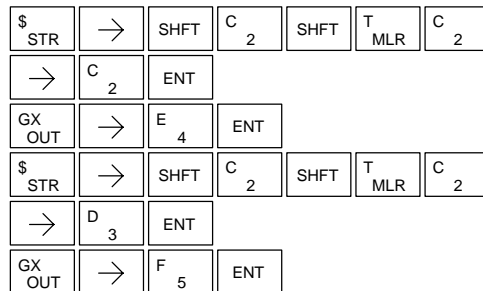 $ STR → SHFT C 2 SHFT T MLR C 2
→ C 2 ENT
GX OUT → E 4 ENT
$ STR → SHFT C 2 SHFT T MLR C 2
→ D 3 ENT
GX OUT → F 5 ENT